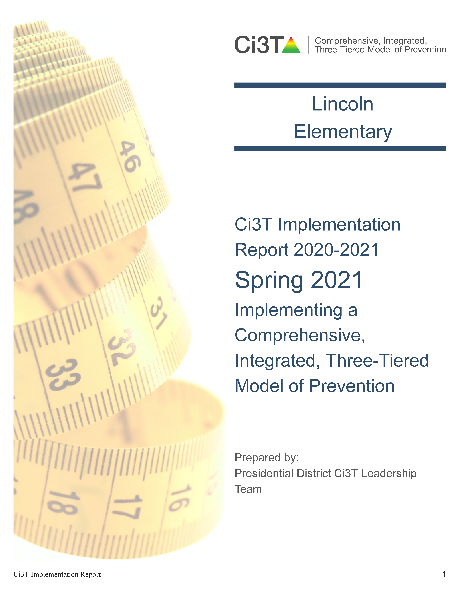 Ci3T
Comprehensive, Integrated,
Three-Tiered Model of Prevention
Lincoln
Elementary
Ci3T Implementation
Report 2020-2021
Spring 2021
Implementing a
Comprehensive,
Integrated, Three-Tiered
Model of Prevention
Prepared by:
Presidential District Ci3T Leadership
Team
46
47
48
31
32
33
16
17
18
Ci3T Implementation Report
1